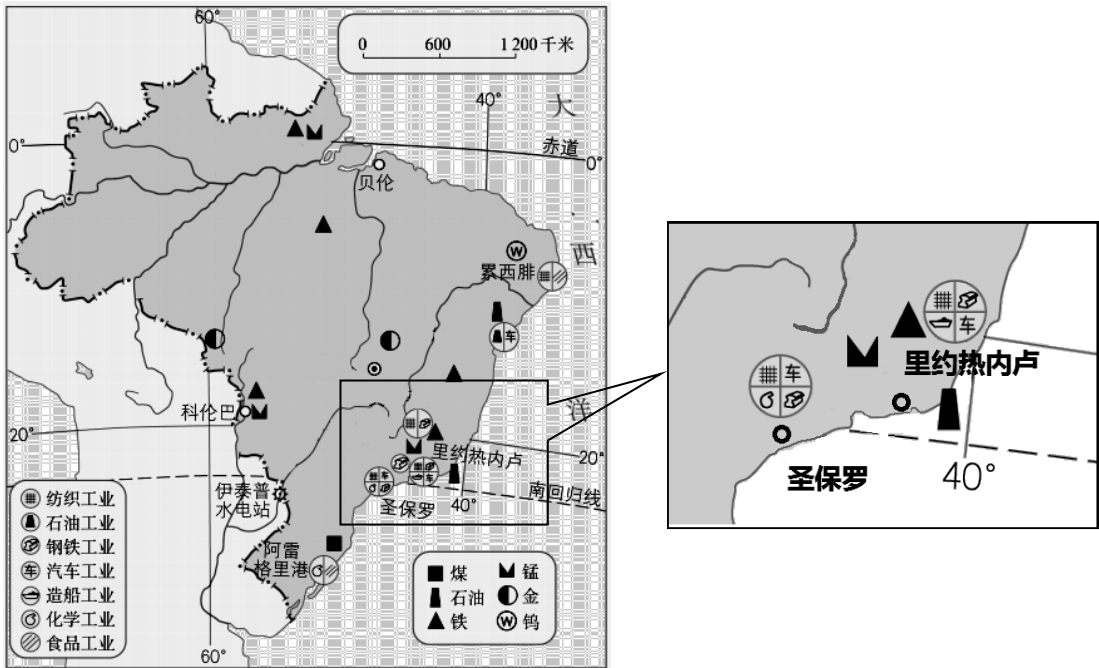 60°
0 600 1 200千米
40°
大
0°
赤道
0°
贝伦
西
W
累西腓
车
科伦巴
洋
20°
里约热内卢
20°
车
车
伊泰普
水电站
圣保罗
40°
南回归线
阿雷
格里港
纺织工业
石油工业
钢铁工业
车 汽车工业
造船工业
化学工业
食品工业
煤 锰
石油 金
铁 W 钨
60°
车
车
里约热内卢
圣保罗
40°